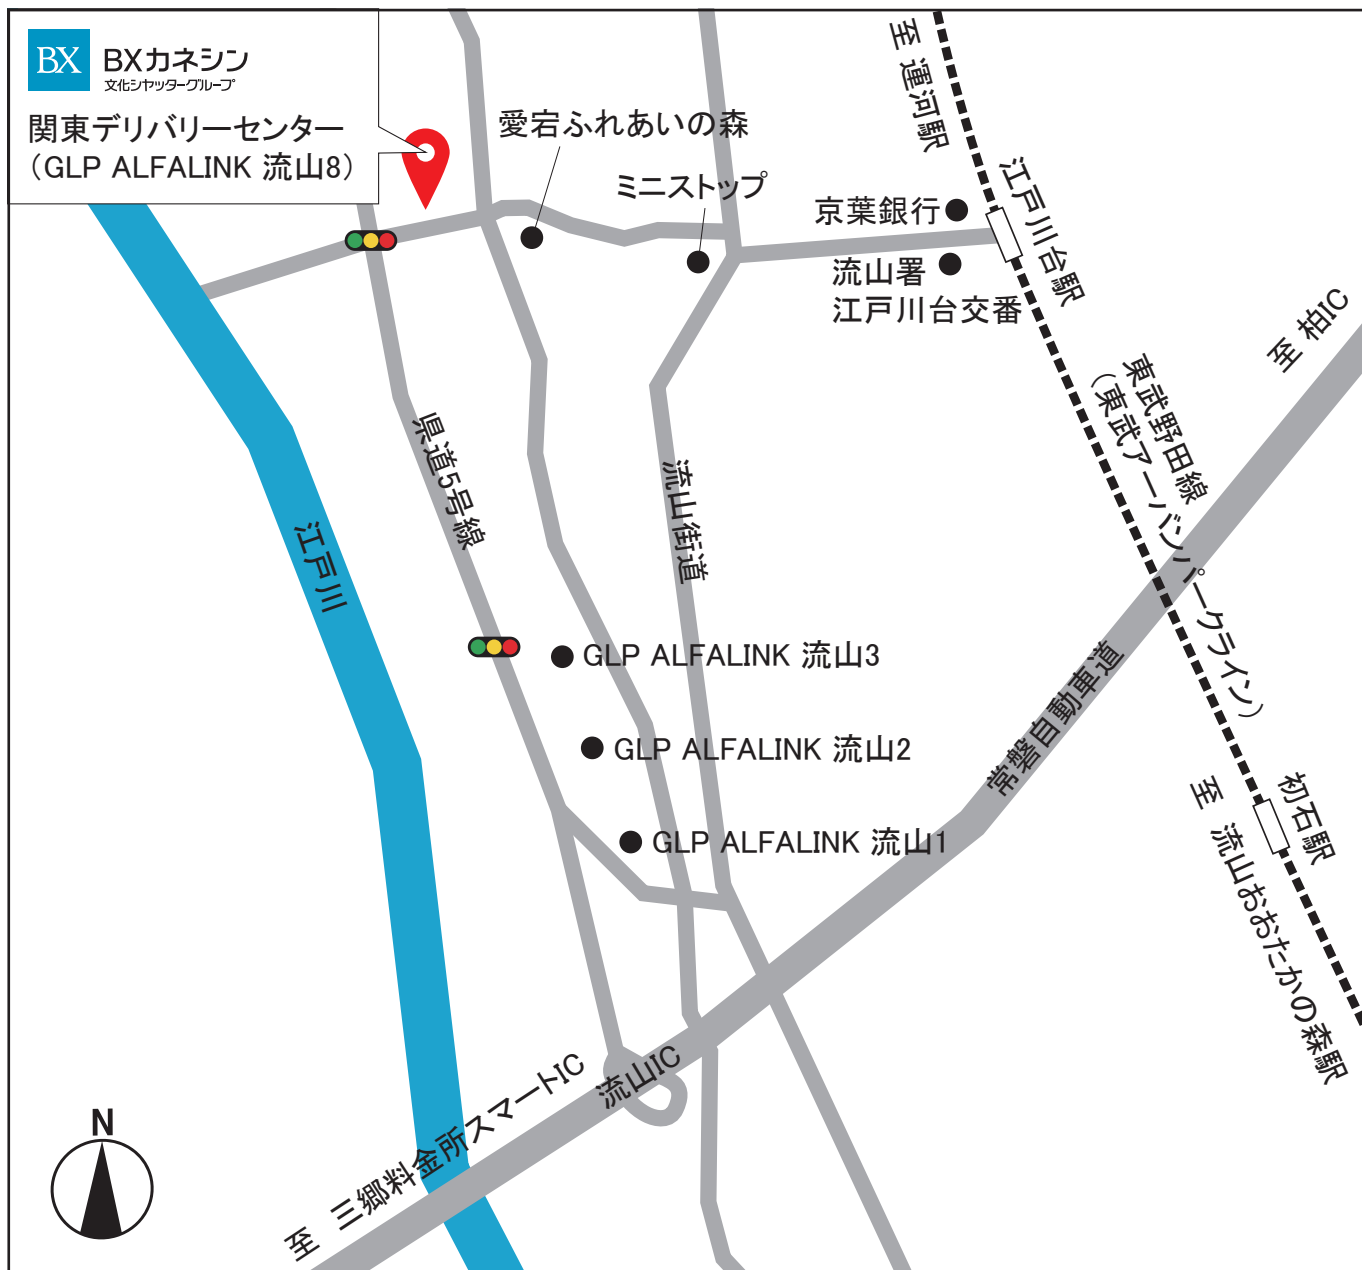 BX
BXカネシン
文化シヤッターグループ
関東デリバリーセンター
（GLP ALFALINK 流山8）
愛宕ふれあいの森
ミニストップ
京葉銀行
流山署
江戸川台交番
至 運河駅
江戸川台駅
至 柏IC
東武野田線
（東武アーバンパークライン）
県道5号線
流山街道
江戸川
GLP ALFALINK 流山3
GLP ALFALINK 流山2
GLP ALFALINK 流山1
常磐自動車道
初石駅
至 流山おおたかの森駅
流山IC
至 三郷料金所スマートIC
N